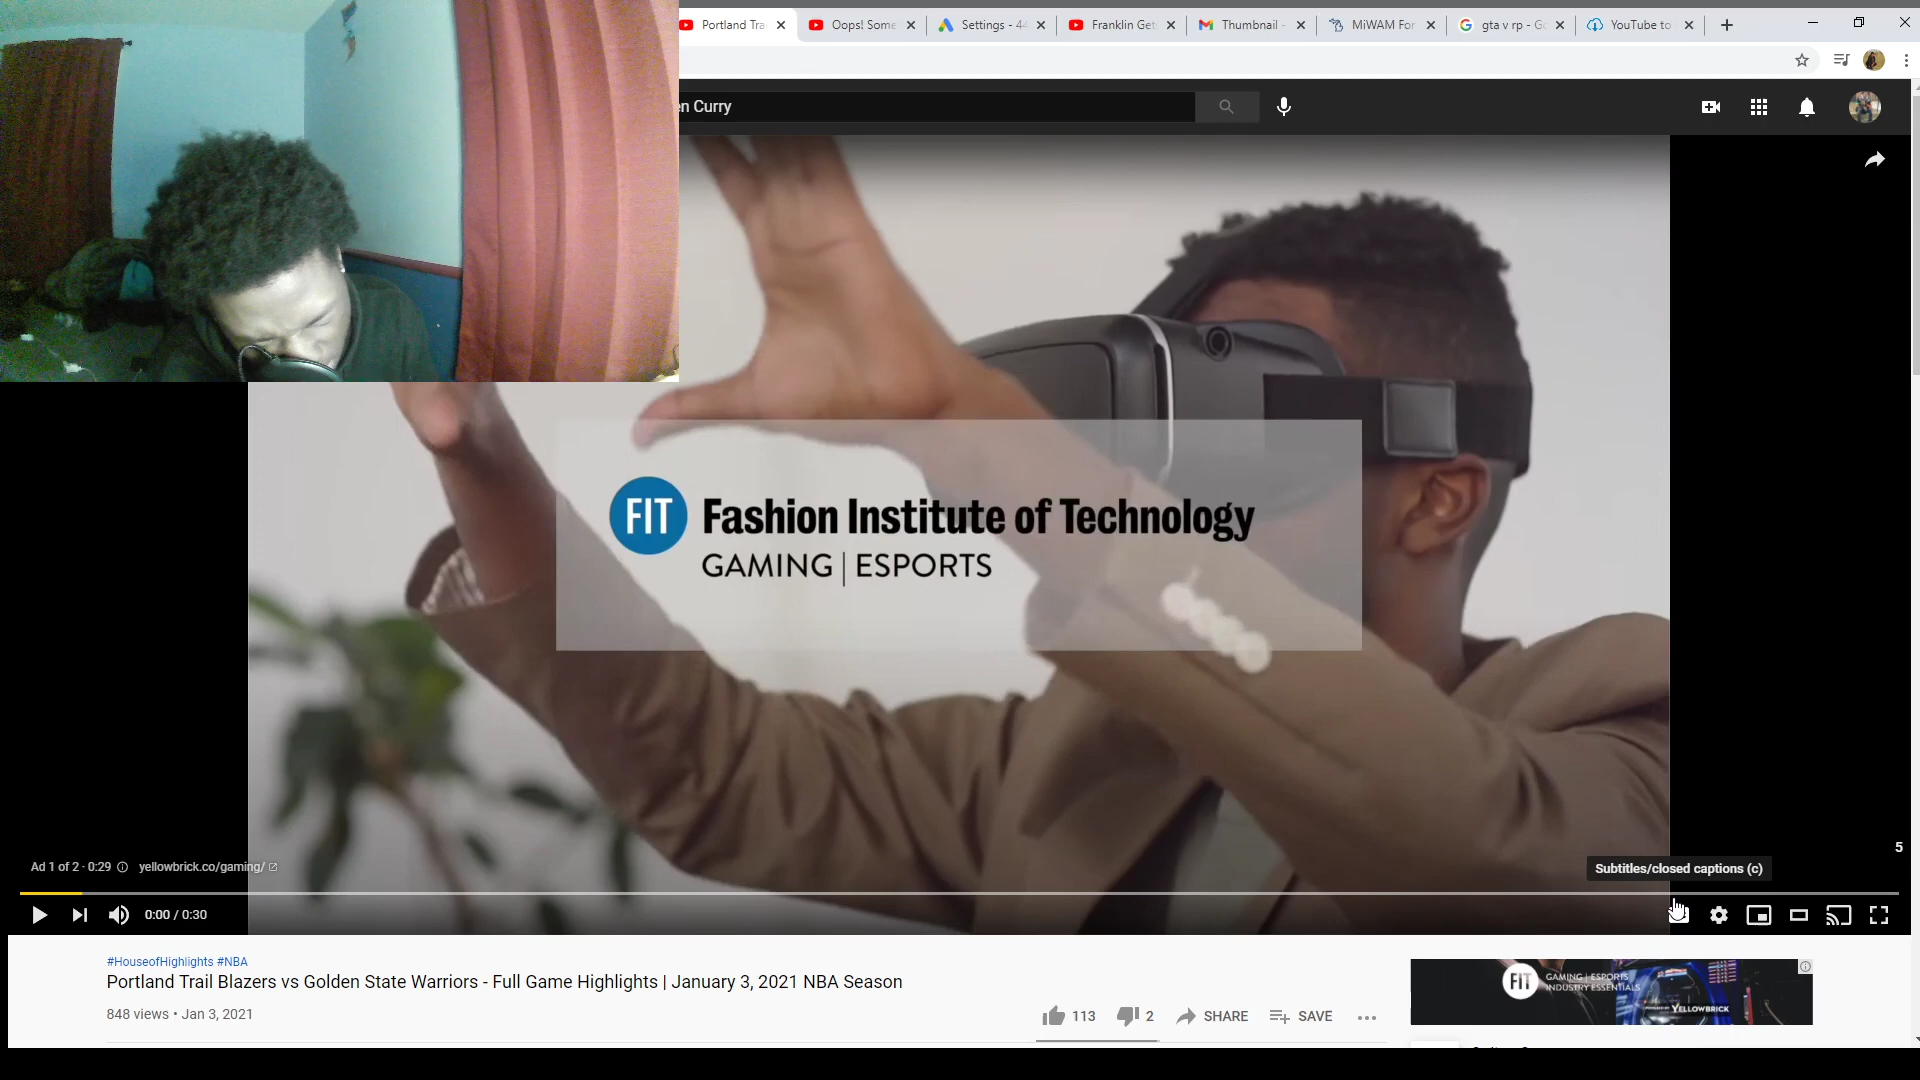 Portland Tra
Oops! Some
Settings - 44
Franklin Get
Thumbnail -
MiWAM For
gta v rp - Go
YouTube to
en Curry
FIT Fashion Institute of Technology
GAMING | ESPORTS
5
Ad 1 of 2 · 0:29 yellowbrick.co/gaming/
Subtitles/closed captions (c)
0:00 / 0:30
#HouseofHighlights #NBA
Portland Trail Blazers vs Golden State Warriors - Full Game Highlights | January 3, 2021 NBA Season
848 views • Jan 3, 2021
113
2
SHARE
SAVE
FIT GAMING | ESPORTS
INDUSTRY ESSENTIALS
YELLOWBRICK